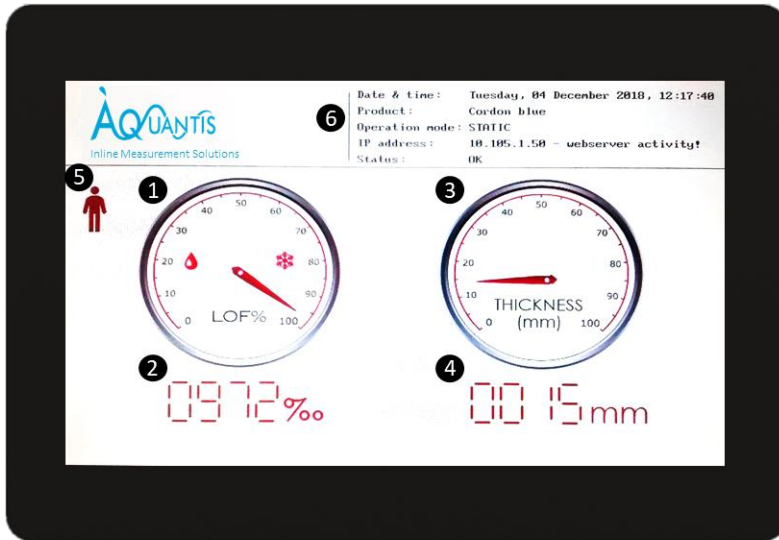 AQUANTIS
Inline Measurement Solutions
6
Date & time: Tuesday, 04 December 2018, 12:17:40
Product: Cordon blue
Operation mode: STATIC
IP address: 10.105.1.50 - webserver activity!
Status: OK
5
1
0
10
20
30
40
50
60
70
80
90
100
LOF%
2
0972‰
3
0
10
20
30
40
50
60
70
80
90
100
THICKNESS
(mm)
4
0015mm